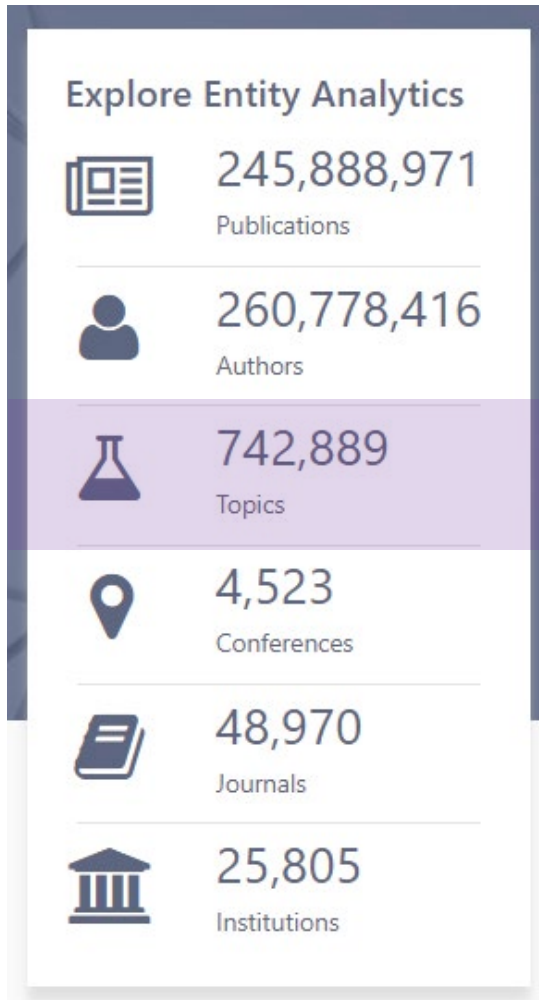 Explore Entity Analytics
245,888,971
Publications
260,778,416
Authors
742,889
Topics
4,523
Conferences
48,970
Journals
25,805
Institutions